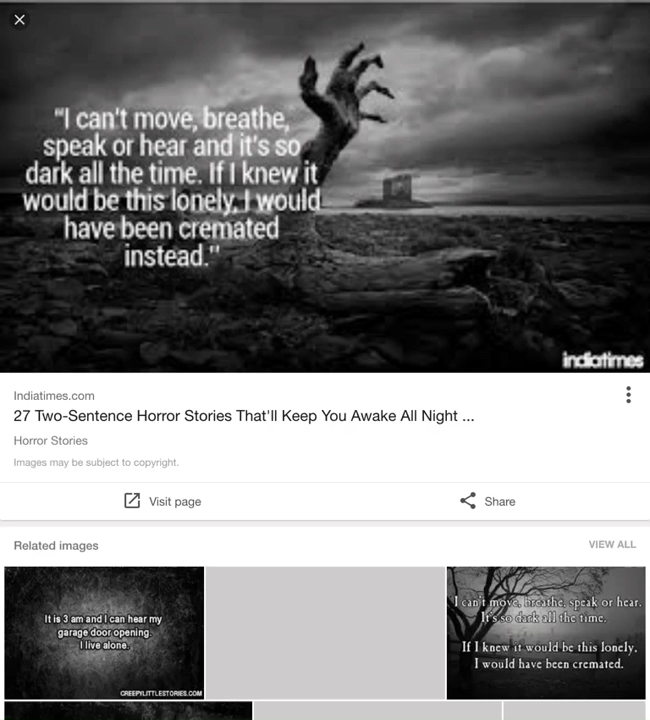 "I can't move, breathe,
speak or hear and it's so
dark all the time. If I knew it
would be this lonely, I would
have been cremated
instead."
indiatimes
Indiatimes.com
27 Two-Sentence Horror Stories That'll Keep You Awake All Night ...
Horror Stories
Images may be subject to copyright.
Visit page
Share
Related images
VIEW ALL
It is 3 am and I can hear my
garage door opening.
I live alone.
CREEPYLITTLESTORIES.COM
I can't move, breathe, speak or hear.
It's so dark all the time.
If I knew it would be this lonely,
I would have been cremated.